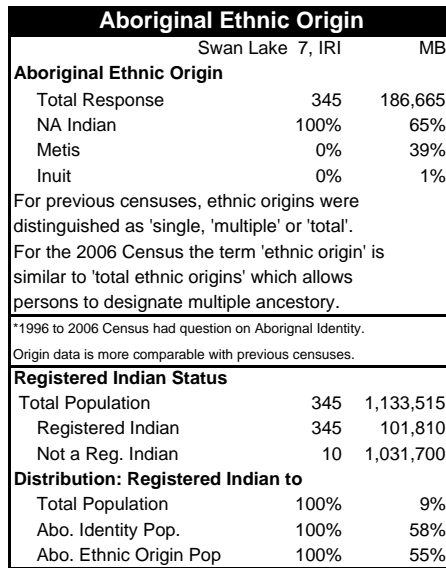 Aboriginal Ethnic Origin
Swan Lake 7, IRI MB
Aboriginal Ethnic Origin
Total Response 345 186,665
NA Indian 100% 65%
Metis 0% 39%
Inuit 0% 1%
For previous censuses, ethnic origins were
distinguished as 'single, 'multiple' or 'total'.
For the 2006 Census the term 'ethnic origin' is
similar to 'total ethnic origins' which allows
persons to designate multiple ancestory.
*1996 to 2006 Census had question on Aborignal Identity.
Origin data is more comparable with previous censuses.
Registered Indian Status
Total Population 345 1,133,515
Registered Indian 345 101,810
Not a Reg. Indian 10 1,031,700
Distribution: Registered Indian to
Total Population 100% 9%
Abo. Identity Pop. 100% 58%
Abo. Ethnic Origin Pop 100% 55%